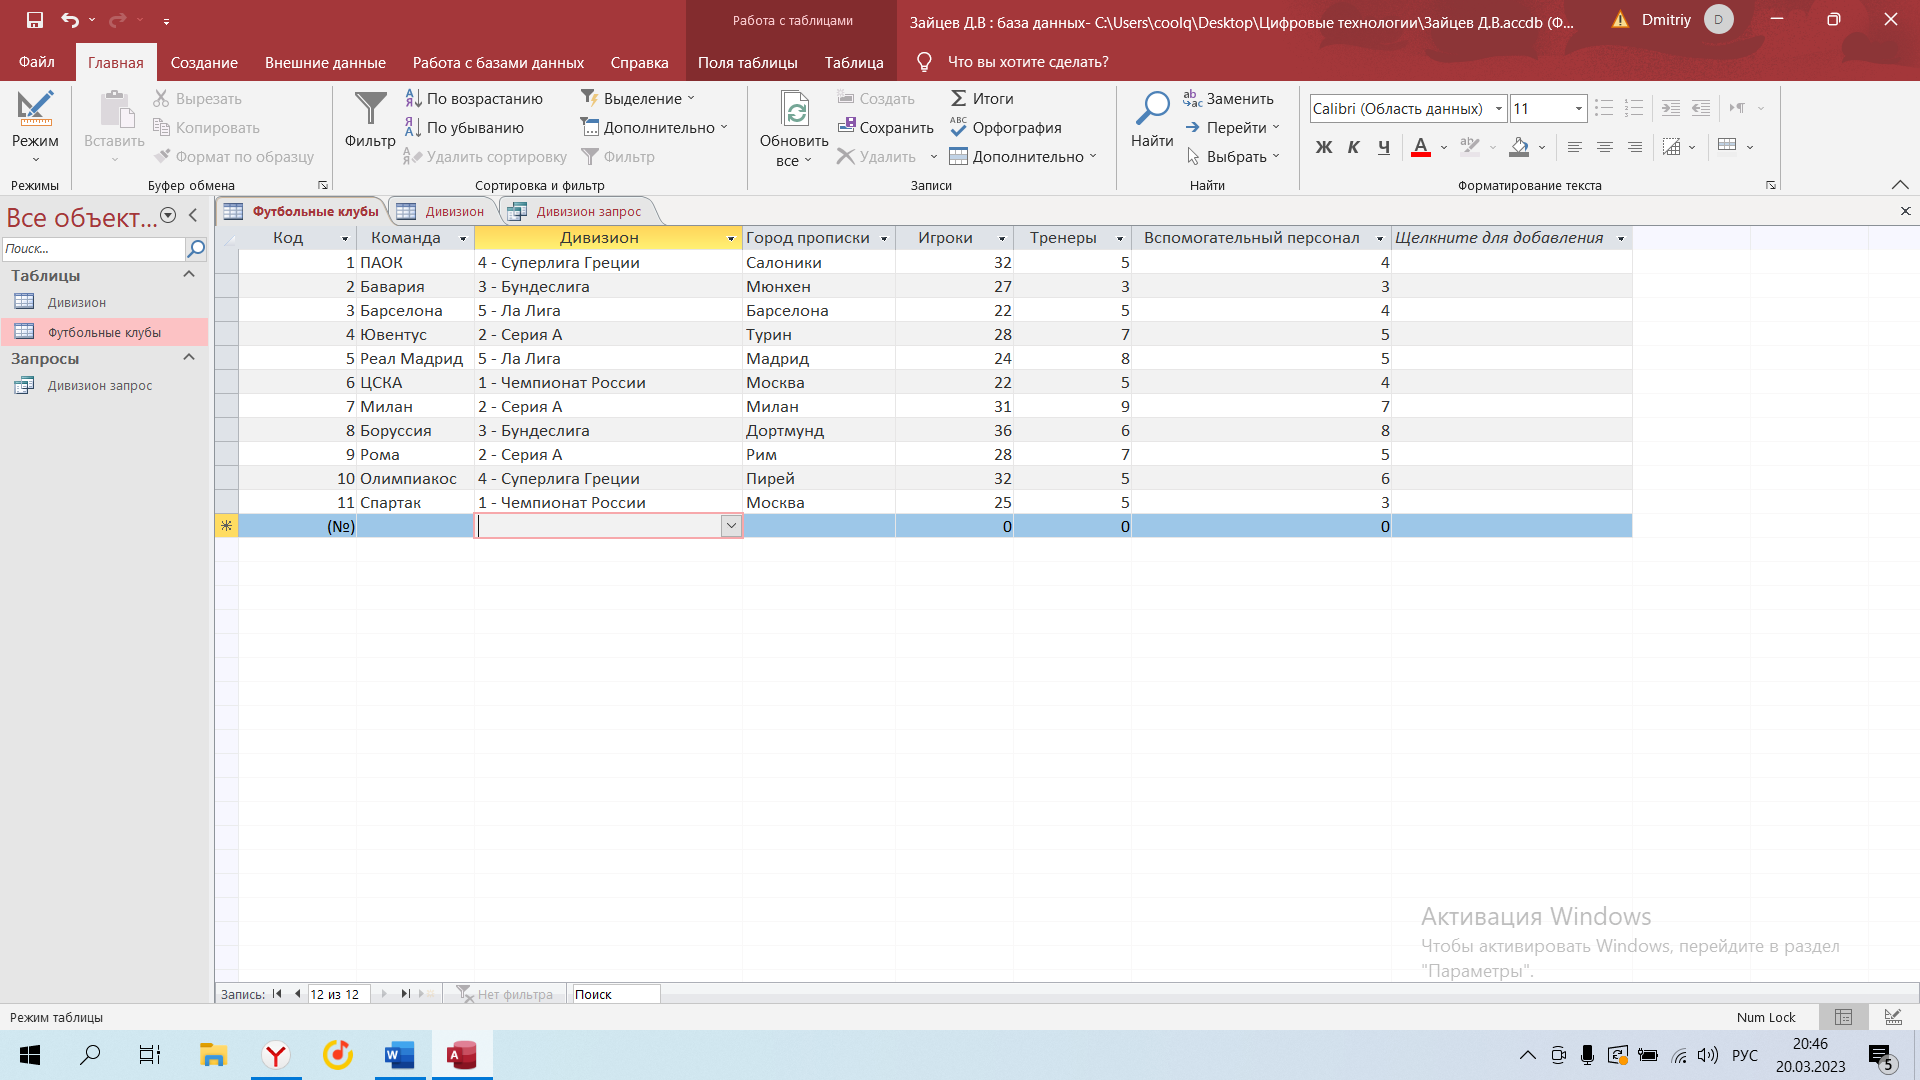 Работа с таблицами
Зайцев Д.В : база данных- C:\Users\coolq\Desktop\Цифровые технологии\Зайцев Д.В.accdb (Ф...
Dmitriy
D
Файл Главная Создание Внешние данные Работа с базами данных Справка Поля таблицы Таблица Что вы хотите сделать?
Режим
Режимы
Вставить
Вырезать
Копировать
Формат по образцу
Буфер обмена
Фильтр
По возрастанию
По убыванию
Удалить сортировку
Выделение
Дополнительно
Фильтр
Сортировка и фильтр
Обновить
все
Создать
Сохранить
Удалить
Итоги
Орфография
Дополнительно
Записи
Найти
Заменить
Перейти
Выбрать
Найти
Calibri (Область данных) 11
Ж К Ч А
Форматирование текста
Все объект...
Поиск...
Таблицы
Дивизион
Футбольные клубы
Запросы
Дивизион запрос
Футбольные клубы Дивизион Дивизион запрос
Код Команда Дивизион Город прописки Игроки Тренеры Вспомогательный персонал Щелкните для добавления
1 ПАОК 4 - Суперлига Греции Салоники 32 5 4
2 Бавария 3 - Бундеслига Мюнхен 27 3 3
3 Барселона 5 - Ла Лига Барселона 22 5 4
4 Ювентус 2 - Серия А Турин 28 7 5
5 Реал Мадрид 5 - Ла Лига Мадрид 24 8 5
6 ЦСКА 1 - Чемпионат России Москва 22 5 4
7 Милан 2 - Серия А Милан 31 9 7
8 Боруссия 3 - Бундеслига Дортмунд 36 6 8
9 Рома 2 - Серия А Рим 28 7 5
10 Олимпиакос 4 - Суперлига Греции Пирей 32 5 6
11 Спартак 1 - Чемпионат России Москва 25 5 3
(№) 0 0 0
Активация Windows
Чтобы активировать Windows, перейдите в раздел
"Параметры".
Запись: 12 из 12 Нет фильтра Поиск
Режим таблицы
Num Lock
РУС
20:46
20.03.2023
5